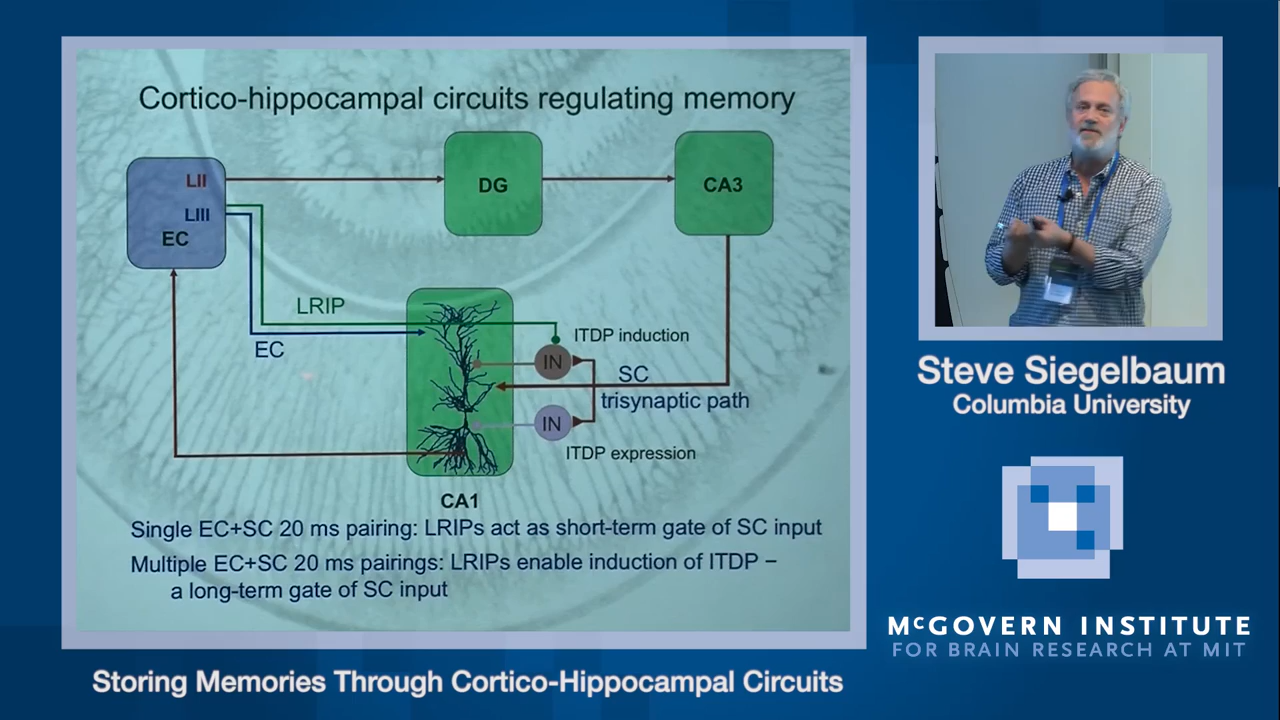 Cortico-hippocampal circuits regulating memory
LII
LIII
EC
DG
CA3
LRIP
EC
ITDP induction
IN
SC
trisynaptic path
IN
ITDP expression
CA1
Single EC+SC 20 ms pairing: LRIPs act as short-term gate of SC input
Multiple EC+SC 20 ms pairings: LRIPs enable induction of ITDP –
a long-term gate of SC input
Steve Siegelbaum
Columbia University
McGOVERN INSTITUTE
FOR BRAIN RESEARCH AT MIT
Storing Memories Through Cortico-Hippocampal Circuits